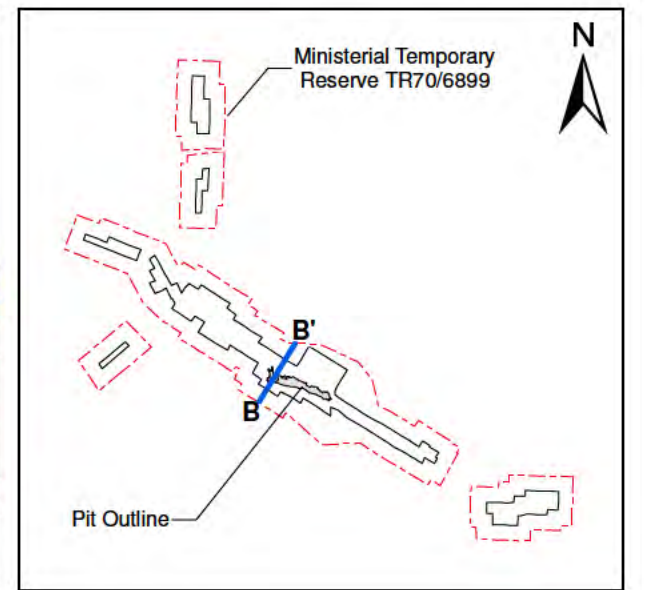 N
Ministerial Temporary
Reserve TR70/6899
B'
B
Pit Outline